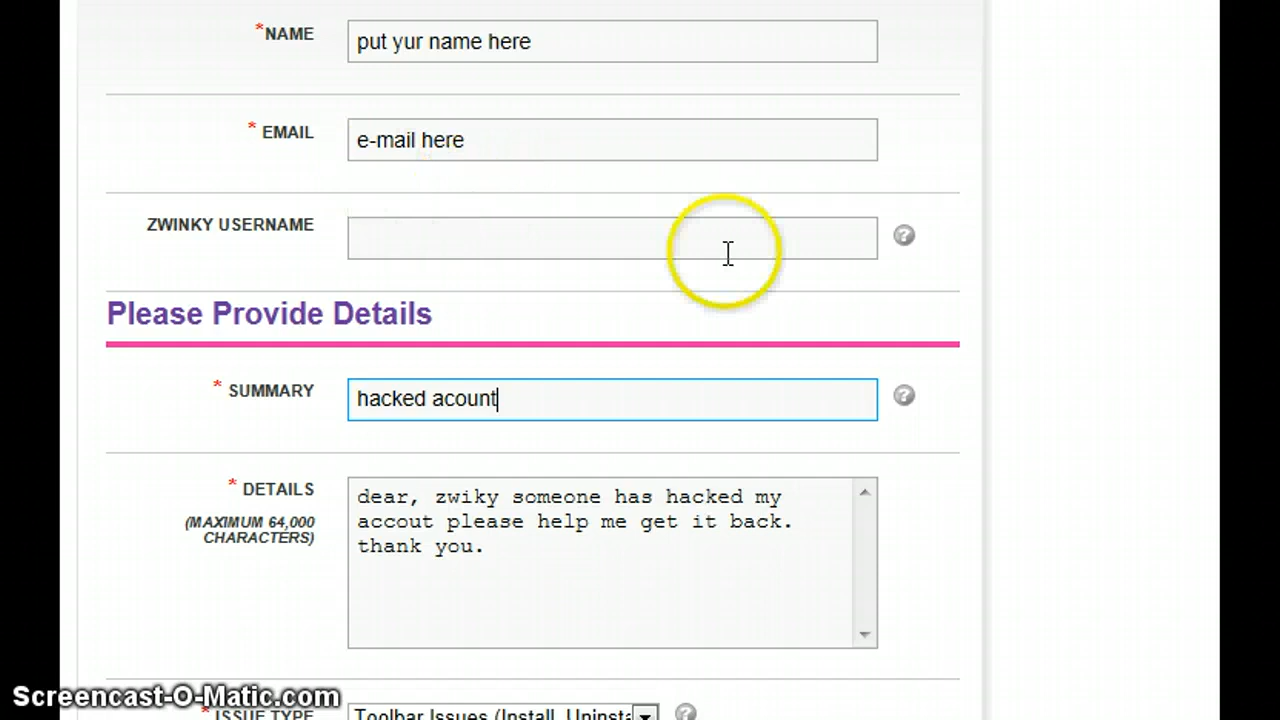 *NAME
put yur name here
* EMAIL
e-mail here
ZWINKY USERNAME
?
Please Provide Details
* SUMMARY
hacked acount
?
* DETAILS
(MAXIMUM 64,000
CHARACTERS)
dear, zwiky someone has hacked my
accout please help me get it back.
thank you.
*ISSUE TYPE
Toolbar Issues (Install, Uninsta
?
Screencast-O-Matic.com